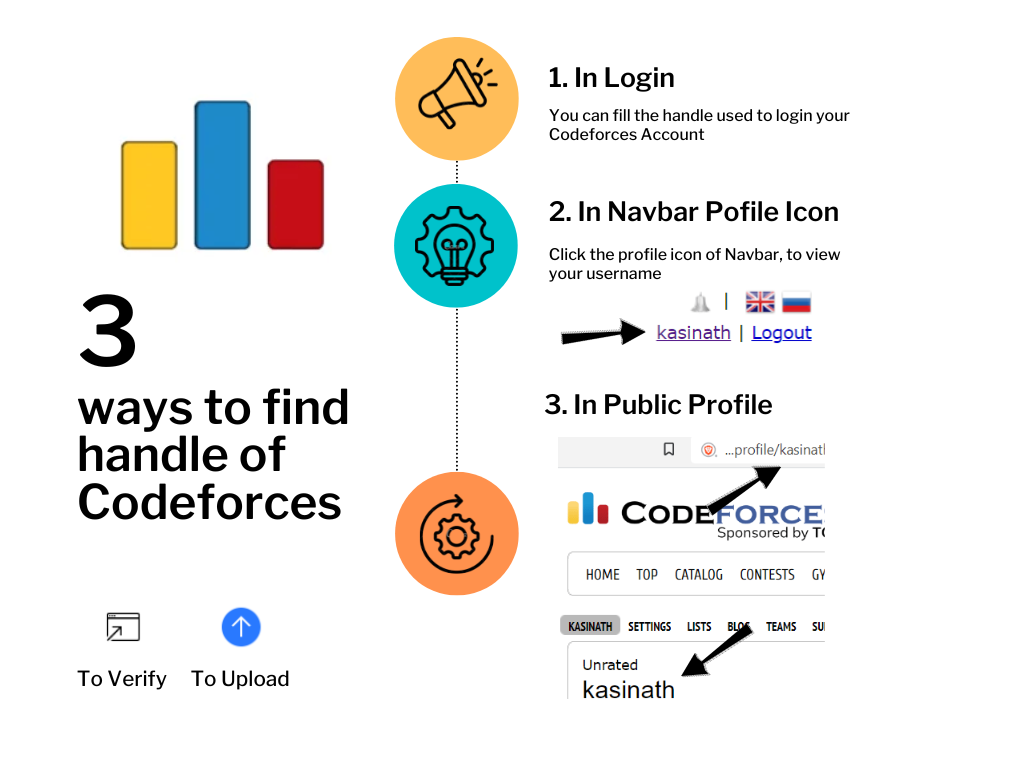 3
ways to find
handle of
Codeforces
To Verify
To Upload
1. In Login
You can fill the handle used to login your
Codeforces Account
2. In Navbar Pofile Icon
Click the profile icon of Navbar, to view
your username
kasinath | Logout
3. In Public Profile
...profile/kasinath
CODEFORCE
Sponsored by TO
HOME TOP CATALOG CONTESTS GY
KASINATH SETTINGS LISTS BLOG TEAMS SU
Unrated
kasinath